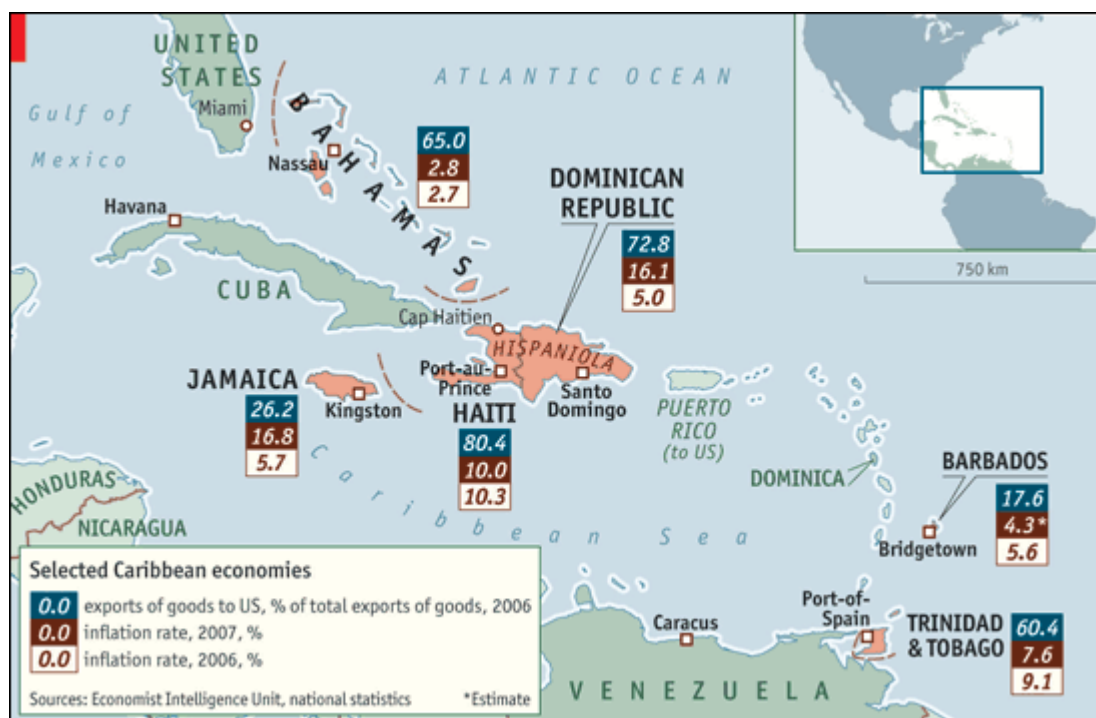 UNITED
STATES
Miami
Gulf of
Mexico
ATLANTIC OCEAN
BAHAMAS
Nassau
65.0
2.8
2.7
Havana
CUBA
DOMINICAN
REPUBLIC
72.8
16.1
5.0
750 km
Cap Haitien
HISPANIOLA
Port-au-
Prince
Santo
Domingo
JAMAICA
Kingston
26.2
16.8
5.7
HAITI
80.4
10.0
10.3
PUERTO
RICO
(to US)
DOMINICA
BARBADOS
17.6
4.3*
5.6
Bridgetown
Caribbean Sea
HONDURAS
NICARAGUA
Port-of-
Spain
TRINIDAD
& TOBAGO
60.4
7.6
9.1
Caracus
VENEZUELA
Selected Caribbean economies
0.0 exports of goods to US, % of total exports of goods, 2006
0.0 inflation rate, 2007, %
0.0 inflation rate, 2006, %
Sources: Economist Intelligence Unit, national statistics *Estimate